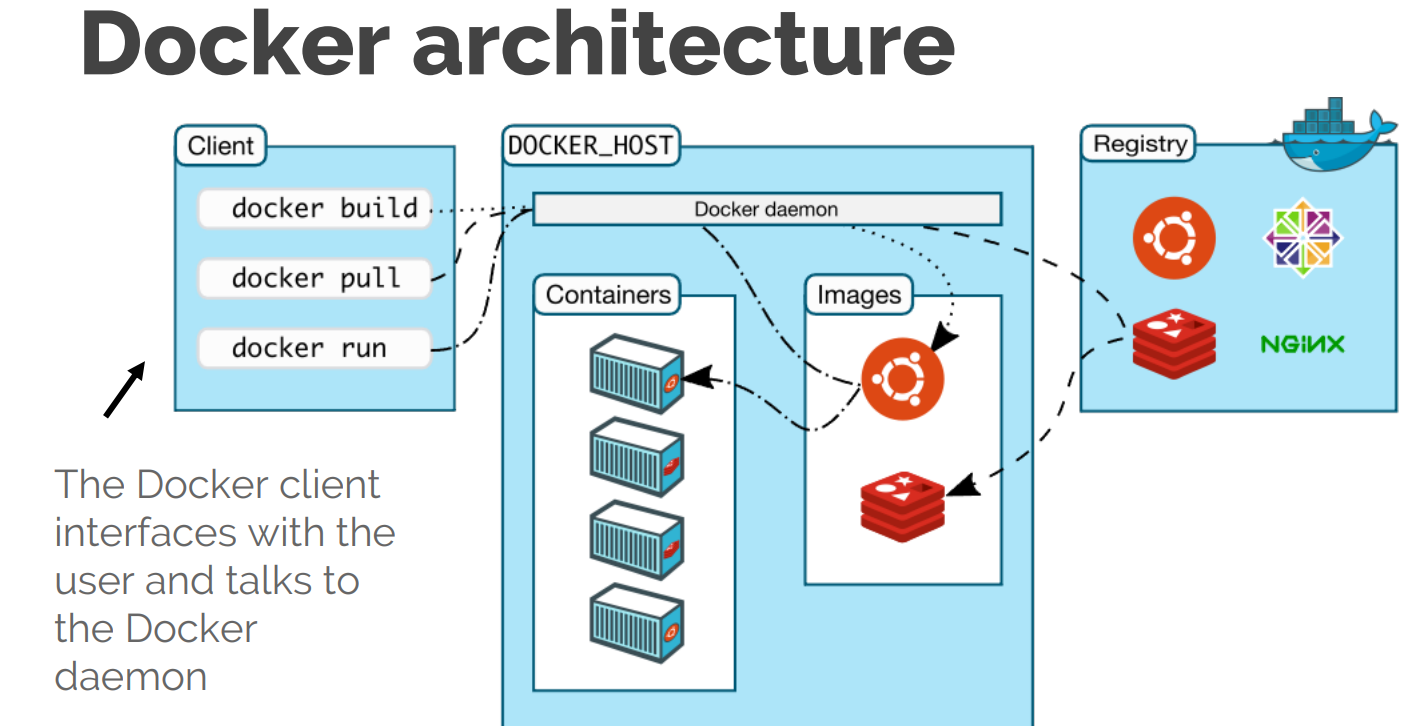 Docker architecture
Client
docker build
docker pull
docker run
DOCKER_HOST
Docker daemon
Containers
Images
Registry
NGiNX
The Docker client
interfaces with the
user and talks to
the Docker
daemon